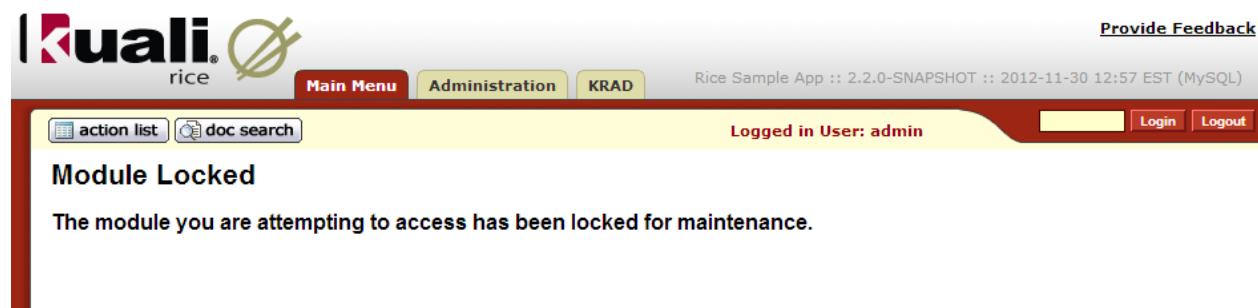 Kuali®
rice
Provide Feedback
Main Menu
Administration
KRAD
Rice Sample App :: 2.2.0-SNAPSHOT :: 2012-11-30 12:57 EST (MySQL)
action list
doc search
Logged in User: admin
Login
Logout
Module Locked
The module you are attempting to access has been locked for maintenance.